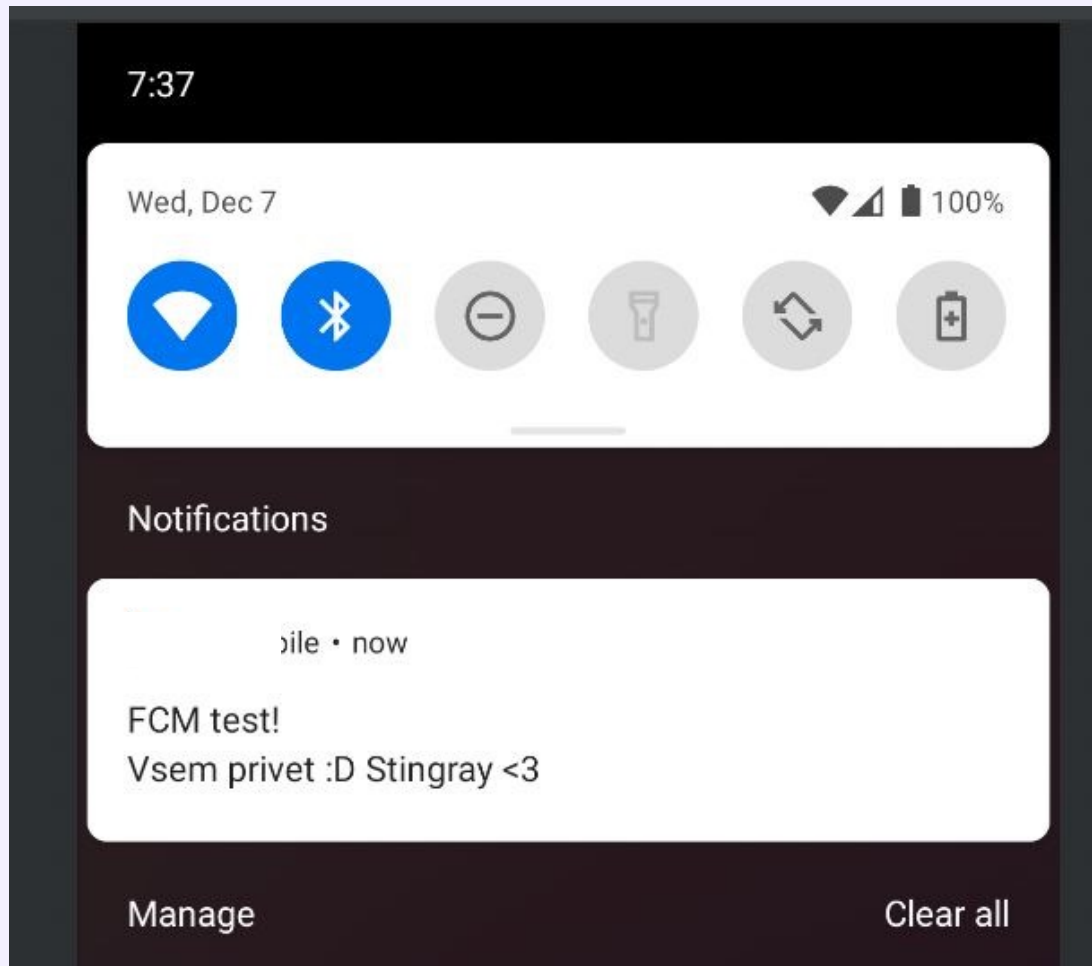 7:37
Wed, Dec 7 100%
Notifications
• now
FCM test!
Vsem privet :D Stingray <3
Manage Clear all